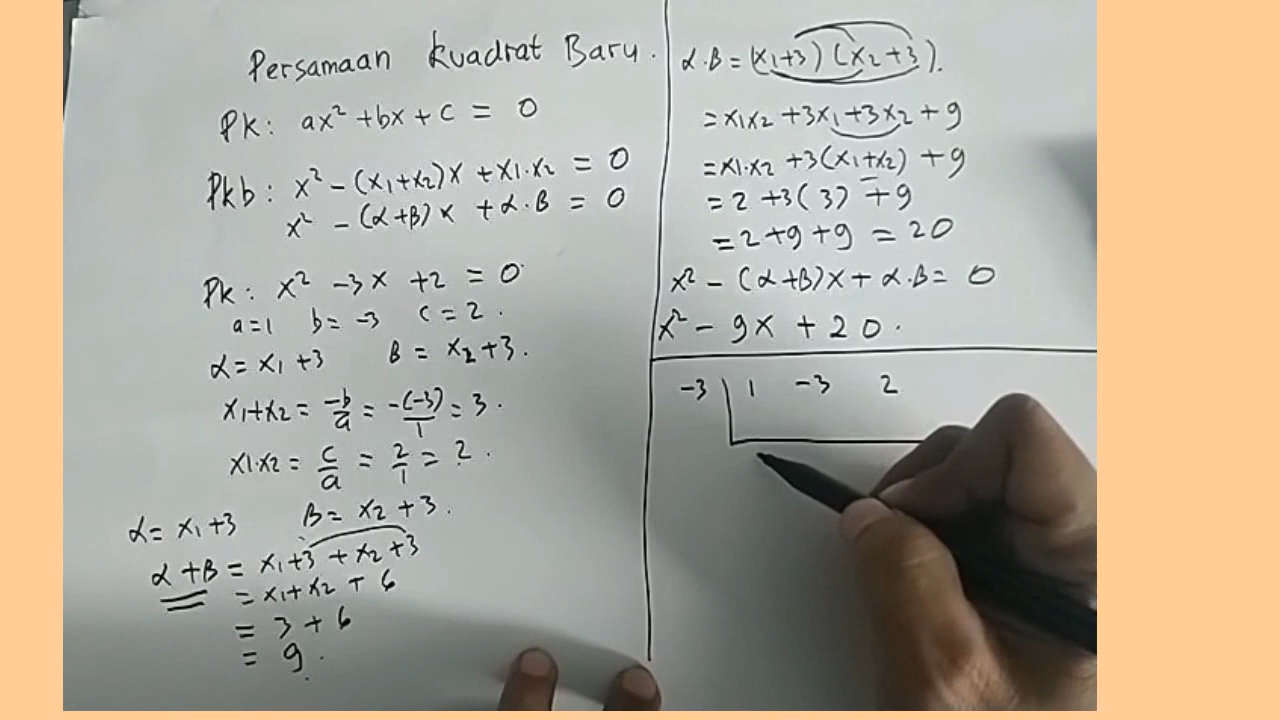 Persamaan Kuadrat Baru.
Pk: ax² + bx + c = 0
Pkb: x² - (x1+x2)x + x1.x2 = 0
x² - (α+β)x + α.β = 0
Pk: x² - 3x + 2 = 0
a=1 b=-3 c=2.
α = x1+3 β = x2+3.
x1+x2 = -b/a = -(-3)/1 = 3.
x1.x2 = c/a = 2/1 = 2.
α = x1+3 β = x2+3.
α+β = x1+3 + x2+3
= x1+x2 + 6
= 3 + 6
= 9.
α.β = (x1+3)(x2+3).
= x1x2 + 3x1 + 3x2 + 9
= x1.x2 + 3(x1+x2) + 9
= 2 + 3(3) + 9
= 2 + 9 + 9 = 20
x² - (α+β)x + α.β = 0
x² - 9x + 20.
-3 | 1 -3 2